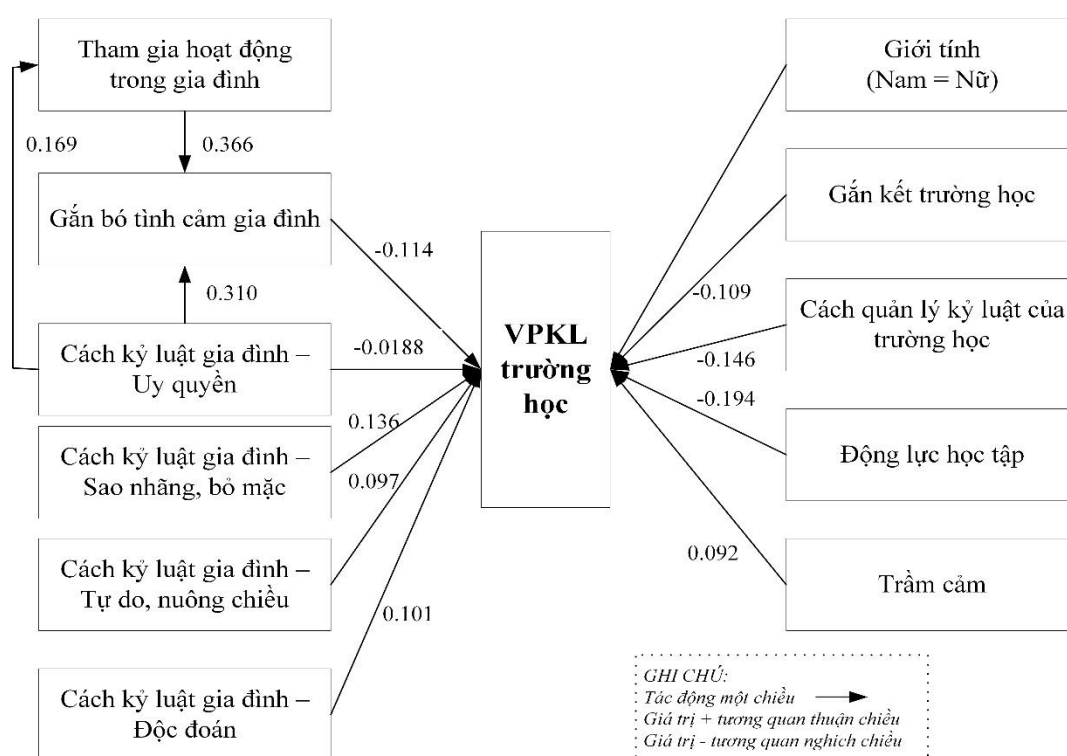 Tham gia hoạt động
trong gia đình
0.169
0.366
Gắn bó tình cảm gia đình
-0.114
0.310
Cách kỷ luật gia đình –
Uy quyền
-0.0188
Cách kỷ luật gia đình –
Sao nhãng, bỏ mặc
0.136
0.097
Cách kỷ luật gia đình –
Tự do, nuông chiều
0.101
Cách kỷ luật gia đình –
Độc đoán
VPKL
trường
học
Giới tính
(Nam = Nữ)
Gắn kết trường học
-0.109
Cách quản lý kỷ luật của
trường học
-0.146
-0.194
Động lực học tập
0.092
Trầm cảm
GHI CHÚ:
Tác động một chiều
Giá trị + tương quan thuận chiều
Giá trị - tương quan nghich chiều